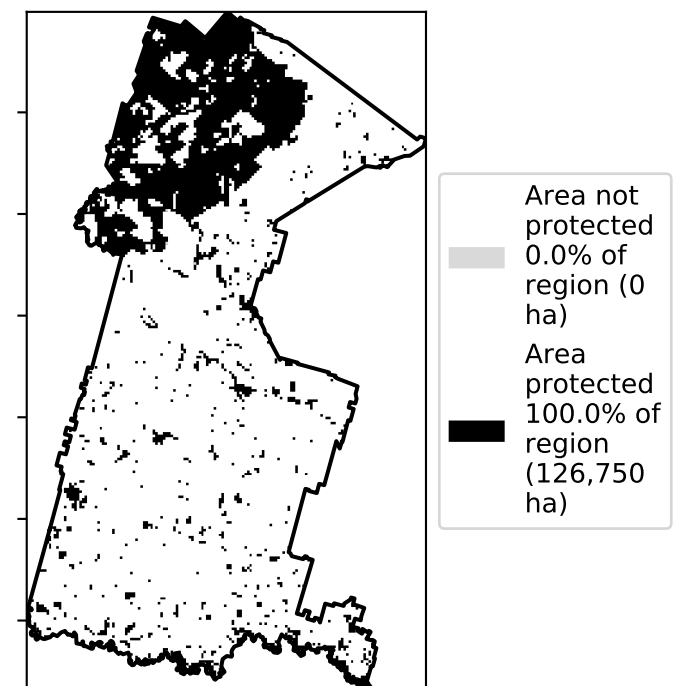 Area not
protected
0.0% of
region (0
ha)
Area
protected
100.0% of
region
(126,750
ha)